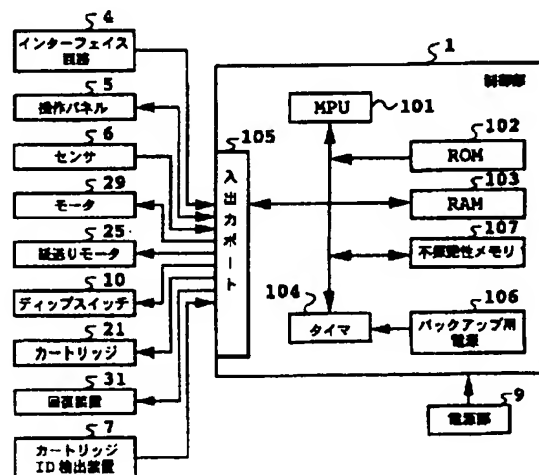 4
インターフェイス
回路
5
操作パネル
6
センサ
29
モータ
25
紙送りモータ
10
ディップスイッチ
21
カートリッジ
31
回復装置
7
カートリッジ
ID検出装置
105
入出力ポート
1
制御部
MPU
101
102
ROM
103
RAM
107
不揮発性メモリ
104
タイマ
106
バックアップ用
電源
9
電源部